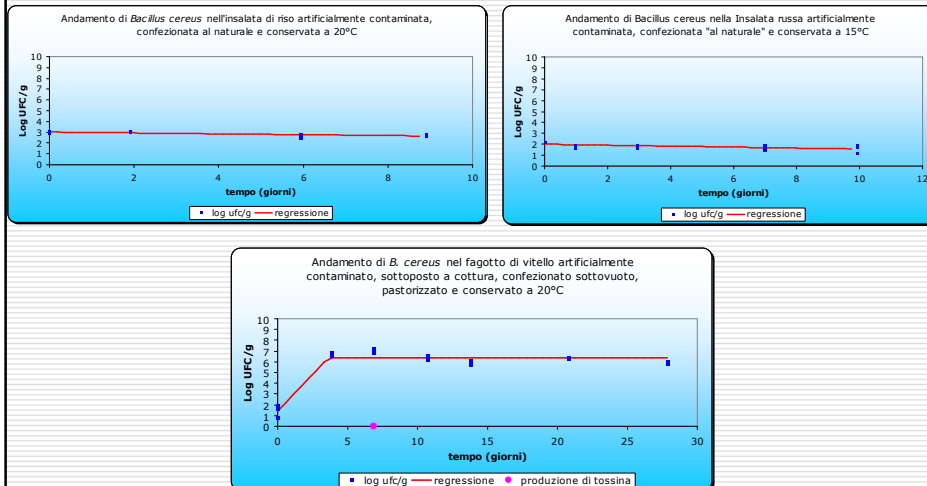 Andamento di Bacillus cereus nell'insalata di riso artificialmente contaminata,
confezionata al naturale e conservata a 20°C
Log UFC/g
10
9
8
7
6
5
4
3
2
1
0
0 2 4 6 8 10
tempo (giorni)
log ufc/g regressione
Andamento di Bacillus cereus nella Insalata russa artificialmente
contaminata, confezionata "al naturale" e conservata a 15°C
Log UFC/g
10
9
8
7
6
5
4
3
2
1
0
0 2 4 6 8 10 12
tempo (giorni)
log ufc/g regressione
Andamento di B. cereus nel fagotto di vitello artificialmente
contaminato, sottoposto a cottura, confezionato sottovuoto,
pastorizzato e conservato a 20°C
Log UFC/g
10
9
8
7
6
5
4
3
2
1
0
0 5 10 15 20 25 30
tempo (giorni)
log ufc/g regressione produzione di tossina